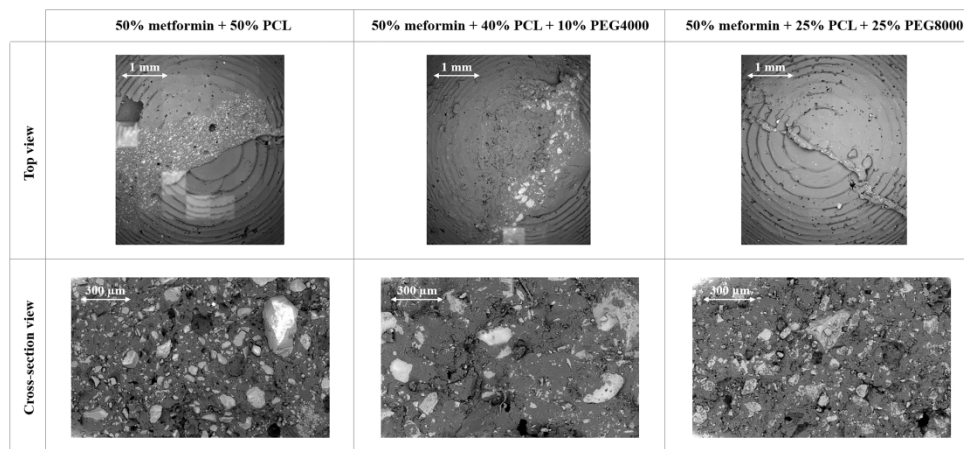 50% metformin + 50% PCL
50% meformin + 40% PCL + 10% PEG4000
50% meformin + 25% PCL + 25% PEG8000
Top view
1 mm
1 mm
1 mm
Cross-section view
300 µm
300 µm
300 µm